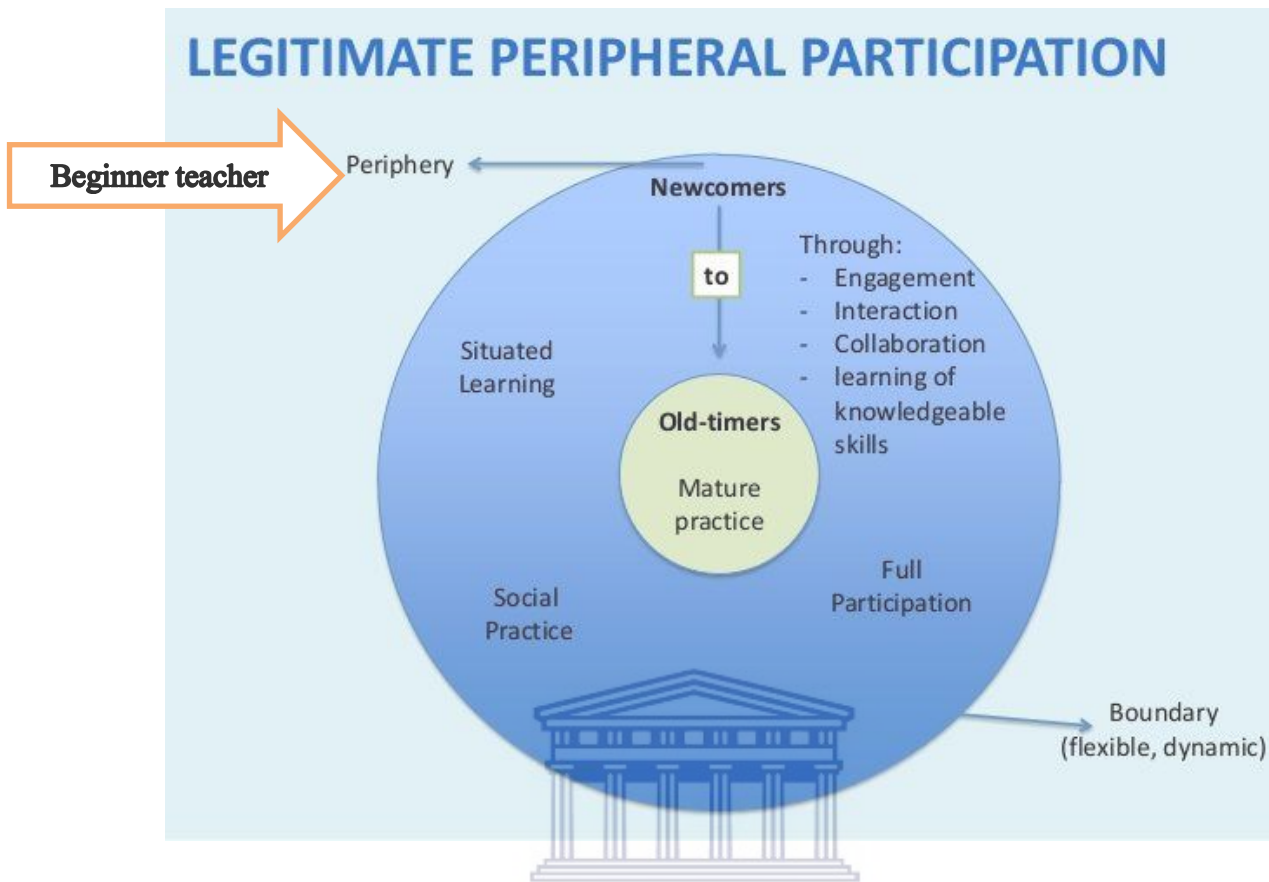 LEGITIMATE PERIPHERAL PARTICIPATION
Beginner teacher
Periphery
Newcomers
to
Through:
- Engagement
- Interaction
- Collaboration
- learning of
knowledgeable
skills
Situated
Learning
Old-timers
Mature
practice
Social
Practice
Full
Participation
Boundary
(flexible, dynamic)